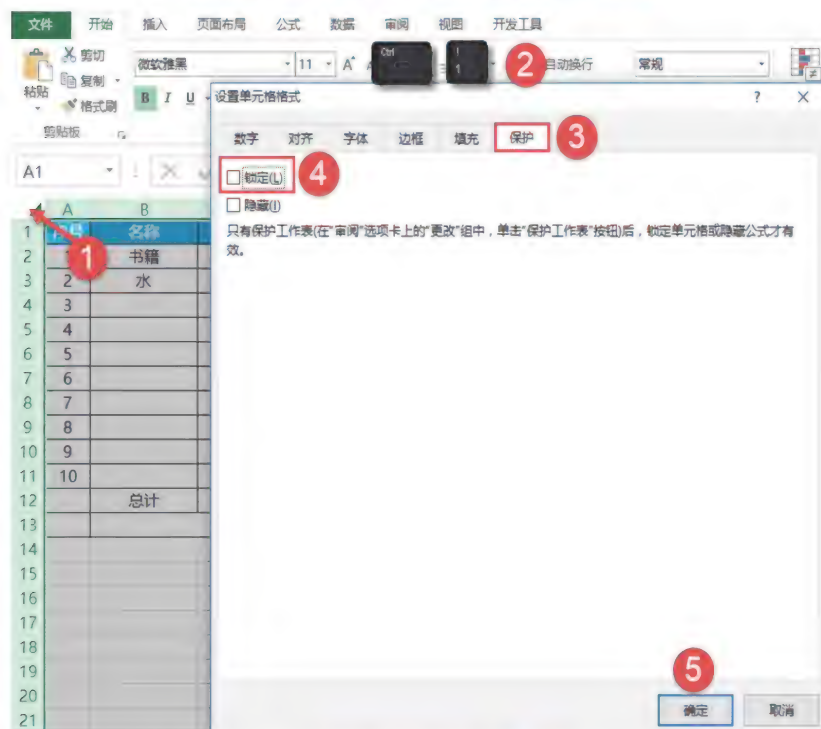 文件 开始 插入 页面布局 公式 数据 审阅 视图 开发工具
剪切
微软雅黑 11 A Ctrl ! 1 2 自动换行 常规
复制
粘贴
格式刷
B I U
设置单元格格式 ? ×
剪贴板
数字 对齐 字体 边框 填充 保护 3
A1
锁定(L) 4
隐藏(I)
只有保护工作表(在"审阅"选项卡上的"更改"组中，单击"保护工作表"按钮)后，锁定单元格或隐藏公式才有
效。
A B
1 序号 名称
2 1 书籍
3 2 水
4 3
5 4
6 5
7 6
8 7
9 8
10 9
11 10
12 总计
13
14
15
16
17
18
19
20
21
5
确定 取消